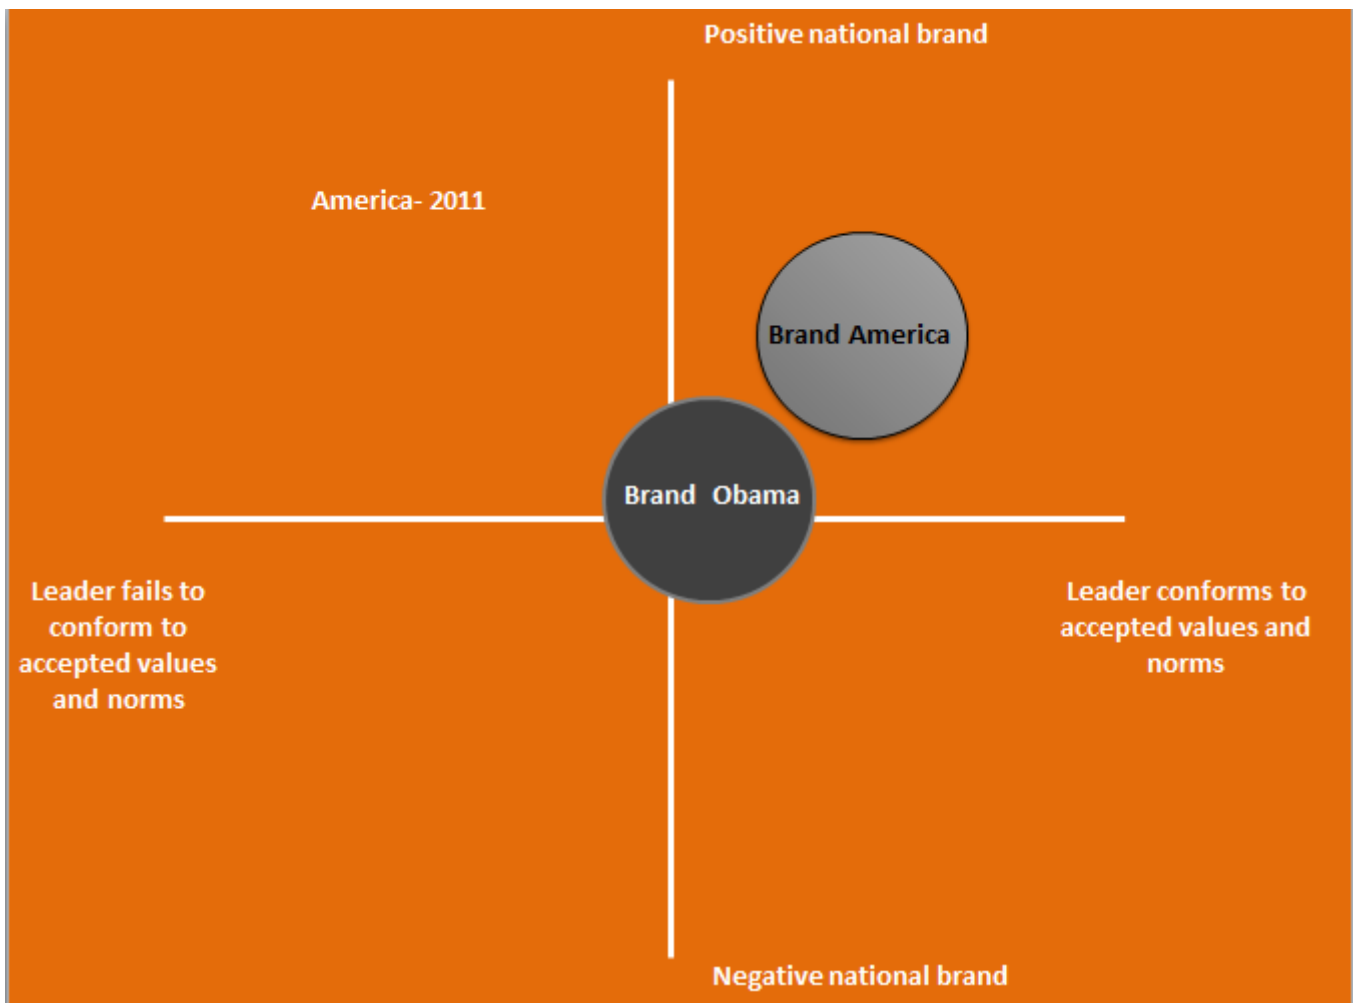 Positive national brand
America- 2011
Brand America
Brand Obama
Leader fails to
conform to
accepted values
and norms
Leader conforms to
accepted values and
norms
Negative national brand